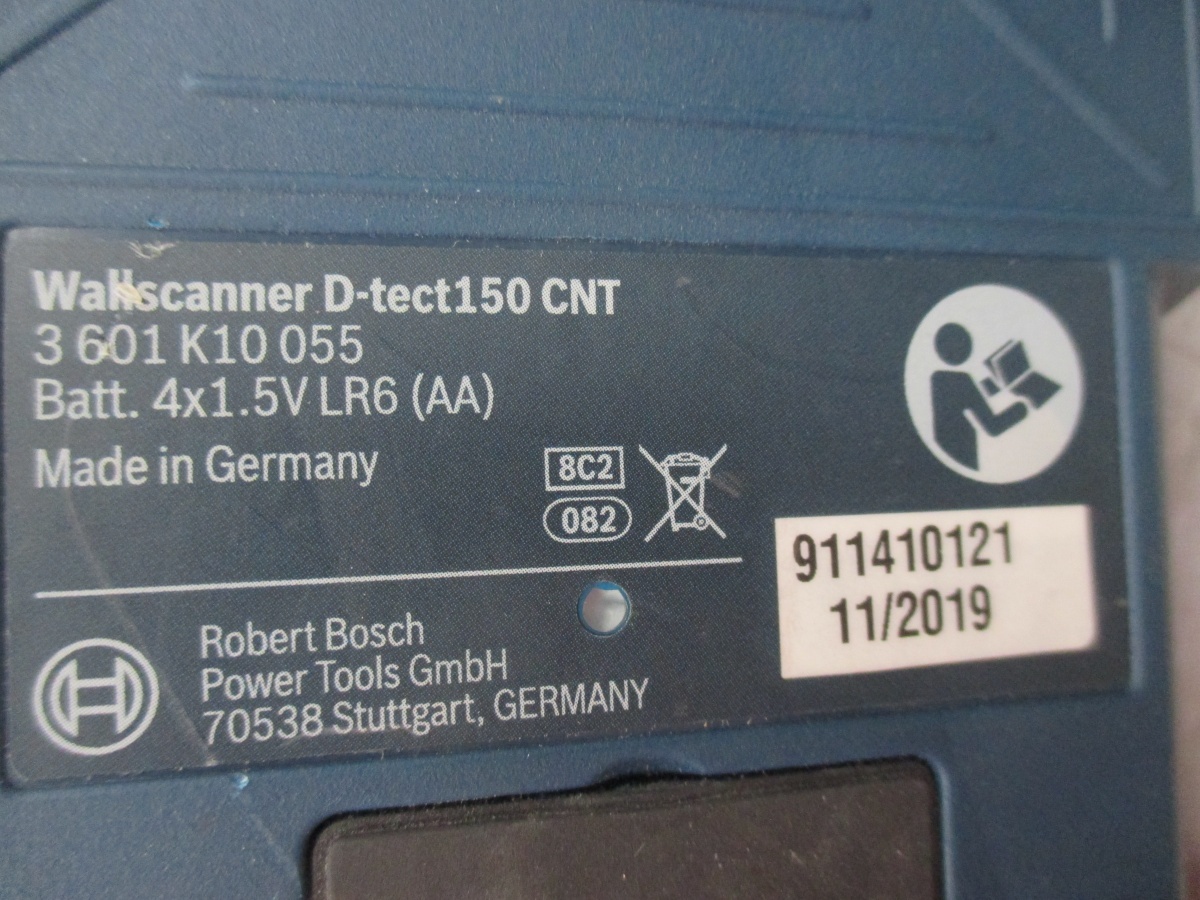 Wallscanner D-tect150 CNT
3 601 K10 055
Batt. 4x1.5V LR6 (AA)
Made in Germany
8C2
082
911410121
11/2019
Robert Bosch
Power Tools GmbH
70538 Stuttgart, GERMANY